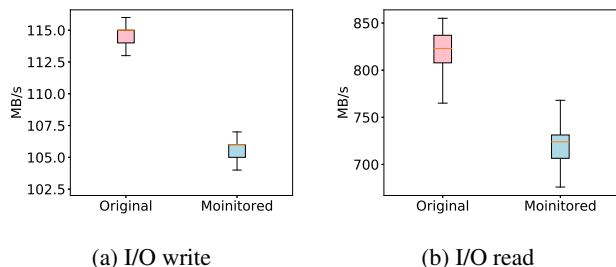 115.0
112.5
110.0
107.5
105.0
102.5
MB/s
Original
Moinitored
(a) I/O write
850
800
750
700
MB/s
Original
Moinitored
(b) I/O read